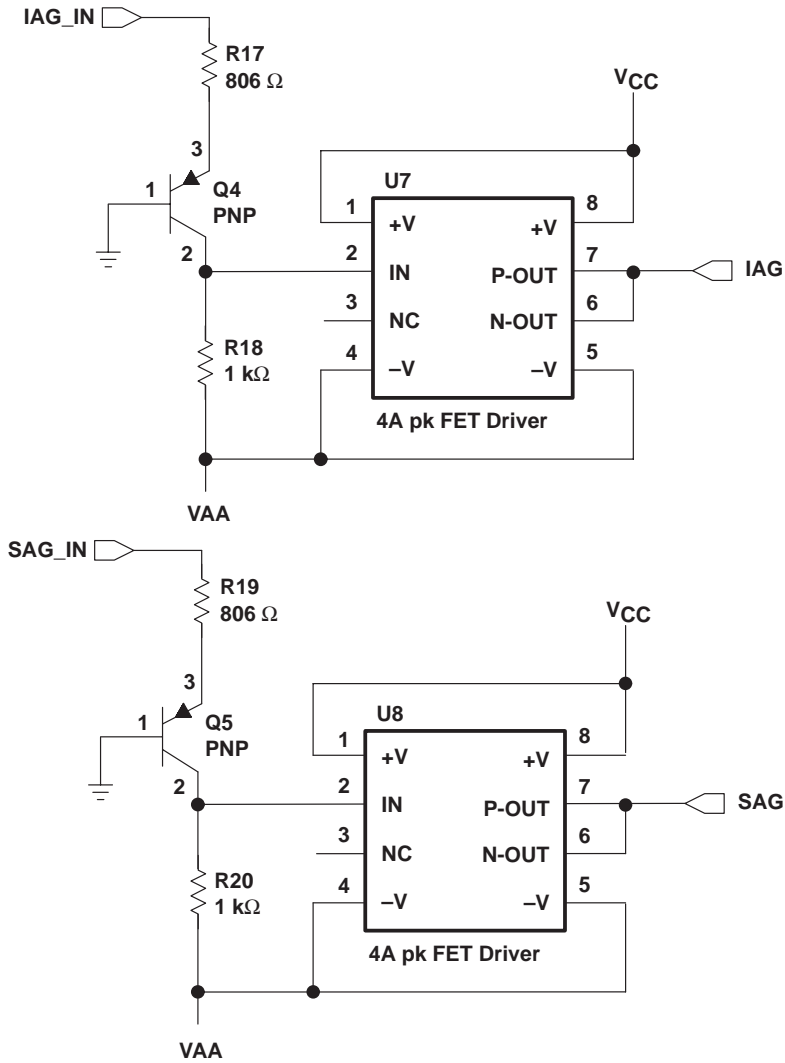 IAG_IN
R17
806 Ω
VCC
3
U7
1
Q4
PNP
1
+V
+V
8
2
2
IN
P-OUT
7
IAG
3
NC
N-OUT
6
R18
1 kΩ
4
–V
–V
5
4A pk FET Driver
VAA
SAG_IN
R19
806 Ω
VCC
3
U8
1
Q5
PNP
1
+V
+V
8
2
2
IN
P-OUT
7
SAG
3
NC
N-OUT
6
R20
1 kΩ
4
–V
–V
5
4A pk FET Driver
VAA